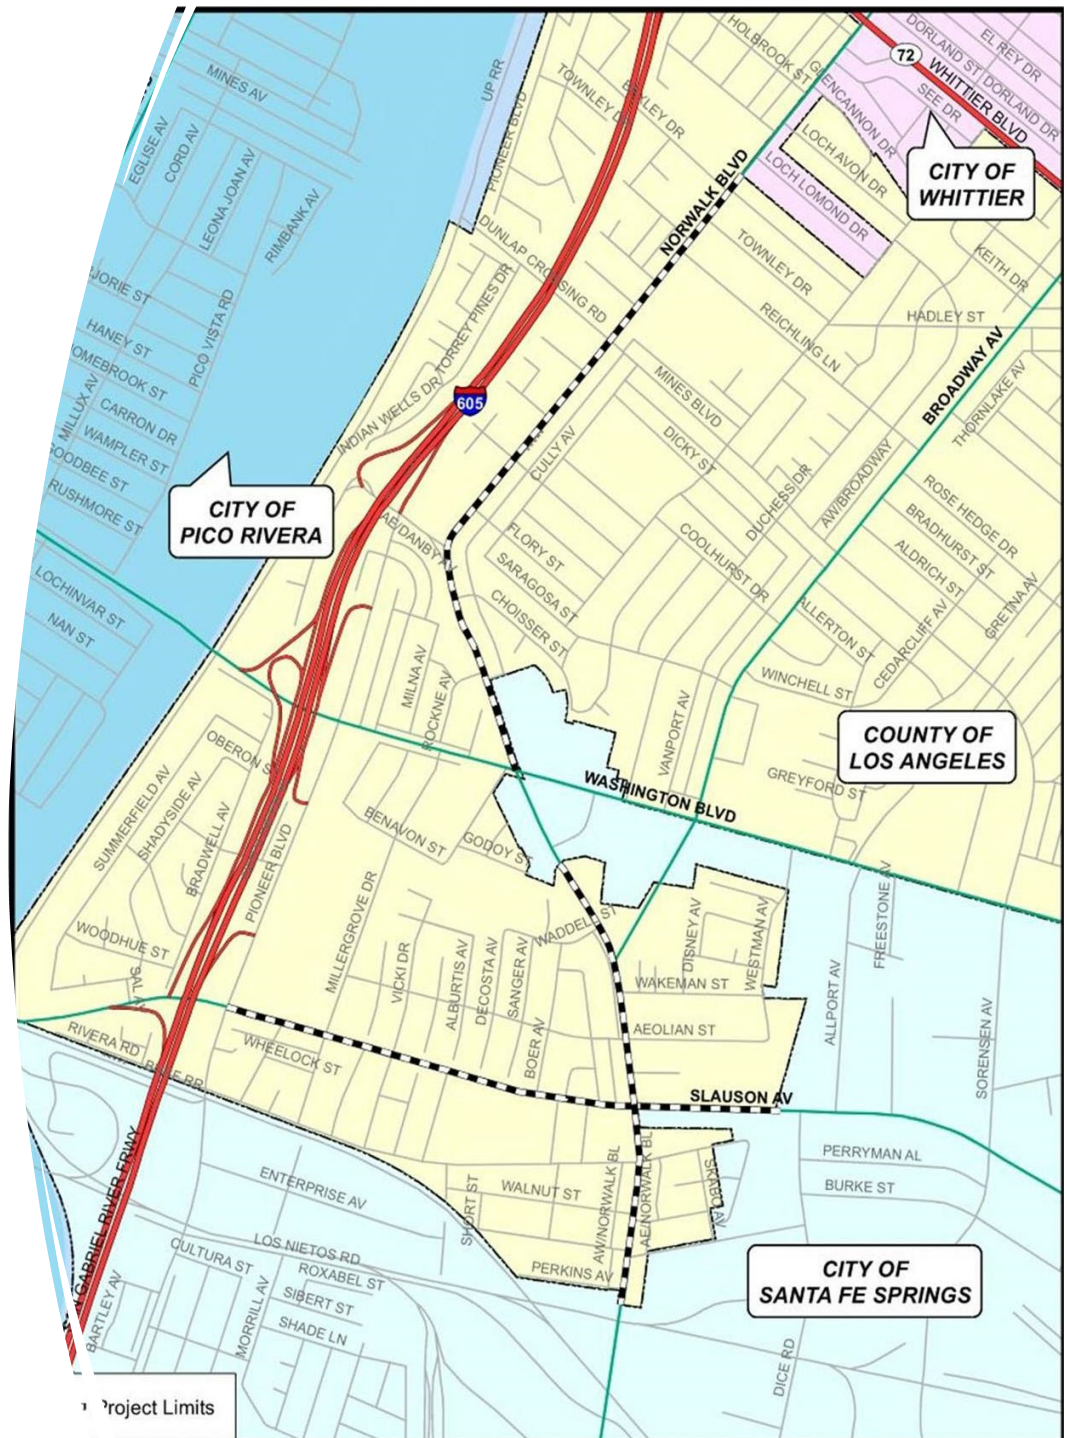 HOLBROOK ST
DORLAND ST
DORLAND DR
EL REY DR
72
WHITTIER BLVD
SEE DR
GLENCANNON DR
LOCH AVON DR
LOCH LOMOND DR
CITY OF
WHITTIER
MINES AV
EGLISE AV
CORD AV
LEONA JOAN AV
RIMBANK AV
UP RR
PIONEER BLVD
TOWNLEY DR
NORWALK BLVD
DUNLAP CROSSING RD
TORREY PINES DR
TOWNLEY DR
KEITH DR
HADLEY ST
REICHLING LN
BROADWAY AV
THORNLAKE AV
HANEY ST
PICO VISTA RD
CARRON DR
MILLUX AV
WAMPLER ST
RUSHMORE ST
INDIAN WELLS DR
605
MINES BLVD
DICKY ST
CULLY AV
DUCHESS DR
AW/BROADWAY
ROSE HEDGE DR
BRADHURST ST
ALDRICH ST
GRETNA AV
CITY OF
PICO RIVERA
FLORY ST
SARAGOSA ST
CHOISSER ST
COOLHURST DR
ALLERTON ST
CEDARCLIFF AV
WINCHELL ST
LOCHINVAR ST
NAN ST
MILNA AV
ROCKNE AV
VANPORT AV
COUNTY OF
LOS ANGELES
GREYFORD ST
WASHINGTON BLVD
SUMMERFIELD AV
SHADYSIDE AV
BRADWELL AV
PIONEER BLVD
BENAVON ST
GODOY ST
WOODHUE ST
MILLERGROVE DR
VICKI DR
ALBURTIS AV
DECOSTA AV
SANGER AV
WADDELL ST
DISNEY AV
WESTMAN AV
WAKEMAN ST
AEOLIAN ST
FREESTONE AV
ALLPORT AV
SORENSEN AV
RIVERA RD
WHEELOCK ST
BOER AV
SLAUSON AV
PERRYMAN AL
BURKE ST
ENTERPRISE AV
SHORT ST
WALNUT ST
AW/NORWALK BL
AE/NORWALK BL
PERKINS AV
LOS NIETOS RD
CULTURA ST
ROXABEL ST
SIBERT ST
SHADE LN
BARTLEY AV
MORRILL AV
GABRIEL RIVER FRWY
CITY OF
SANTA FE SPRINGS
DICE RD
Project Limits